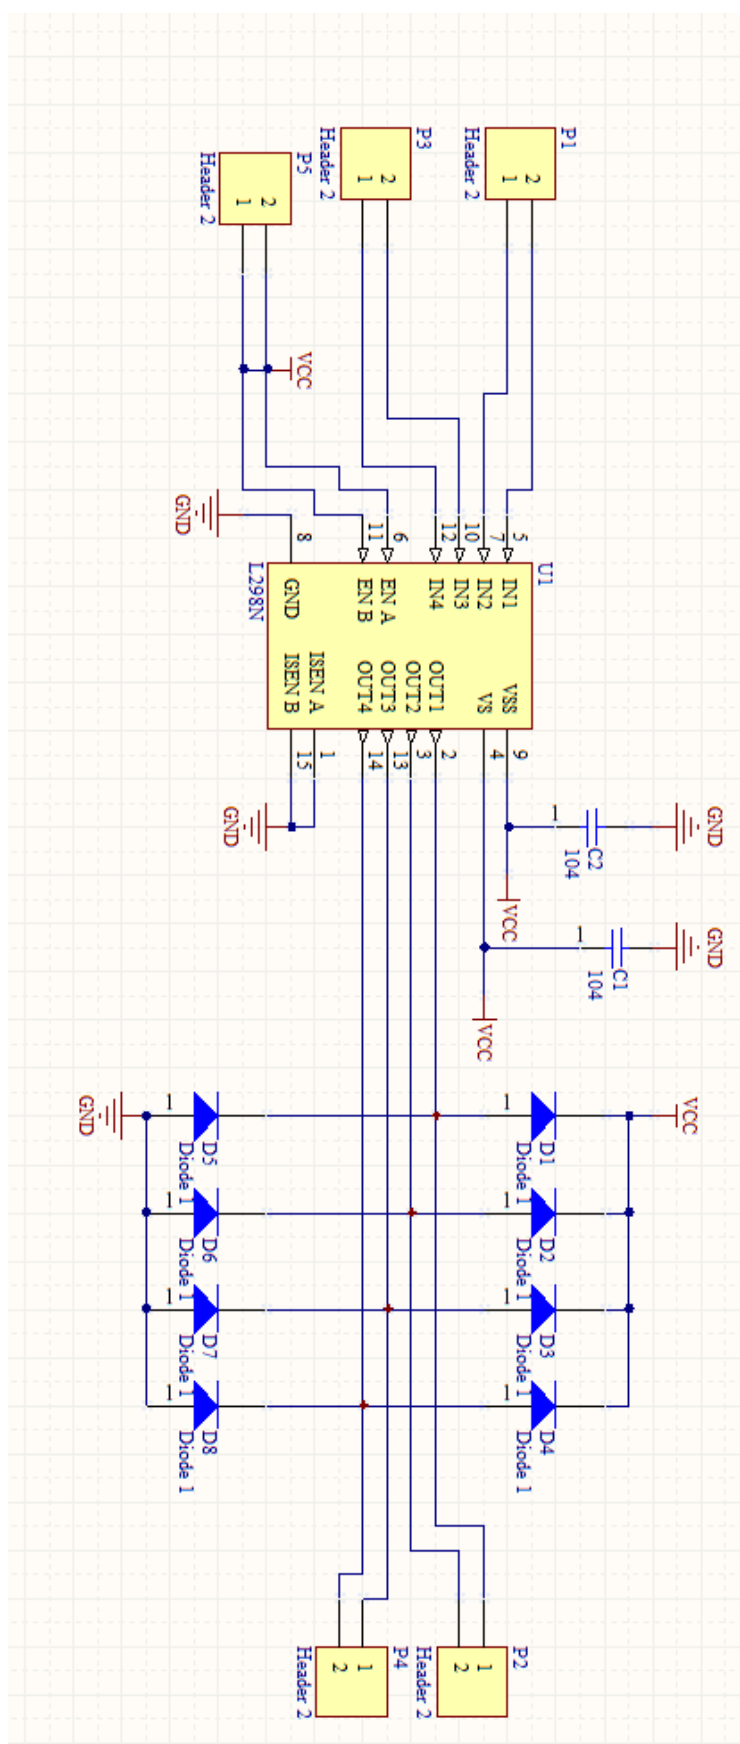 P1
2
1
Header 2
P3
2
1
Header 2
P5
2
1
Header 2
VCC
GND
U1
5
7
10
12
6
11
8
IN1
IN2
IN3
IN4
EN A
EN B
GND
VSS
VS
OUT1
OUT2
OUT3
OUT4
ISEN A
ISEN B
L298N
9
4
2
3
13
14
1
15
GND
1
C2
104
GND
VCC
1
C1
104
GND
VCC
VCC
1
D1
Diode 1
1
D2
Diode 1
1
D3
Diode 1
1
D4
Diode 1
1
D5
Diode 1
1
D6
Diode 1
1
D7
Diode 1
1
D8
Diode 1
GND
P2
1
2
Header 2
P4
1
2
Header 2